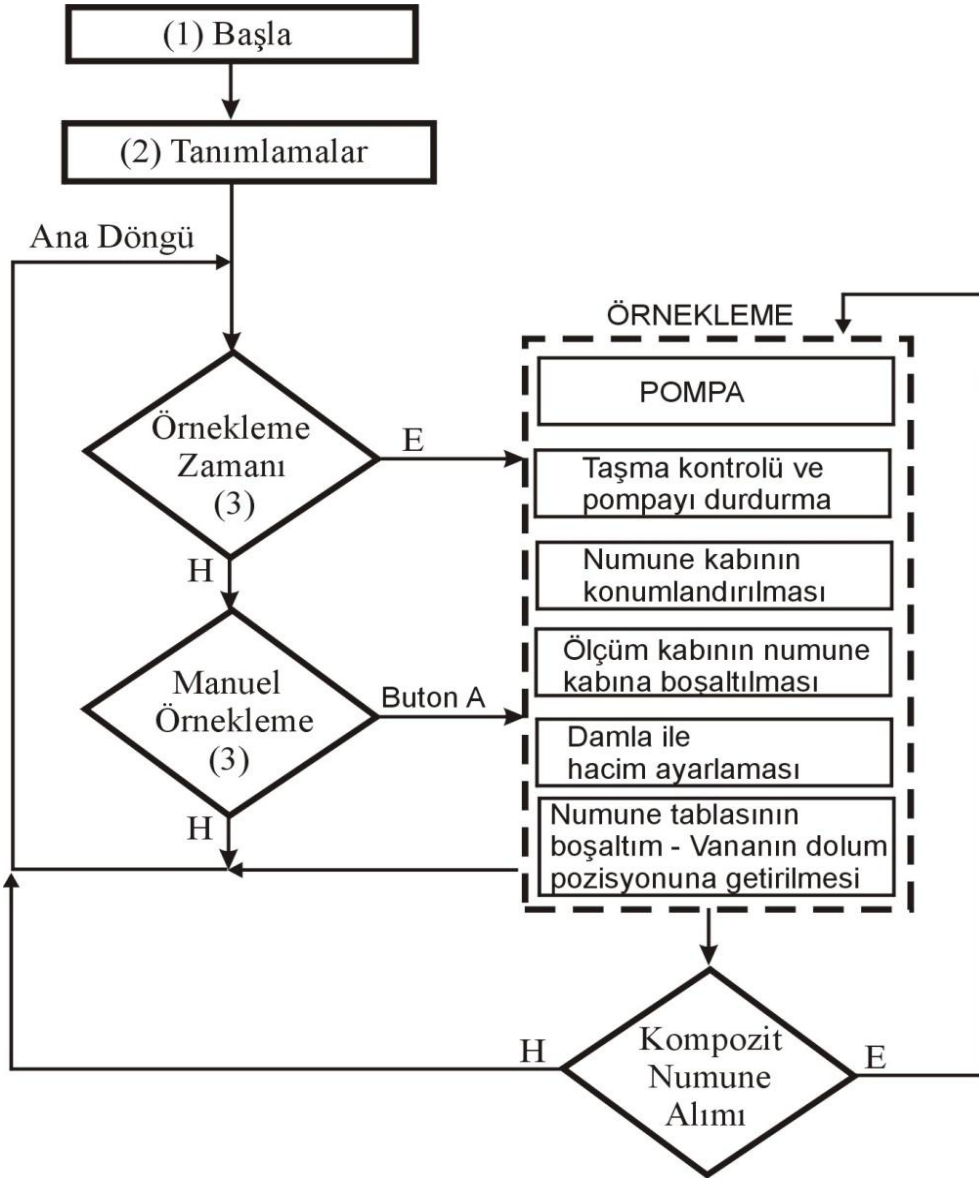 (1) Başla
(2) Tanımlamalar
Ana Döngü
Örnekleme
Zamanı
(3)
E
H
Manuel
Örnekleme
(3)
Buton A
H
ÖRNEKLEME
POMPA
Taşma kontrolü ve
pompayı durdurma
Numune kabının
konumlandırılması
Ölçüm kabının numune
kabına boşaltılması
Damla ile
hacim ayarlaması
Numune tablasının
boşaltım - Vananın dolum
pozisyonuna getirilmesi
H
Kompozit
Numune
Alımı
E